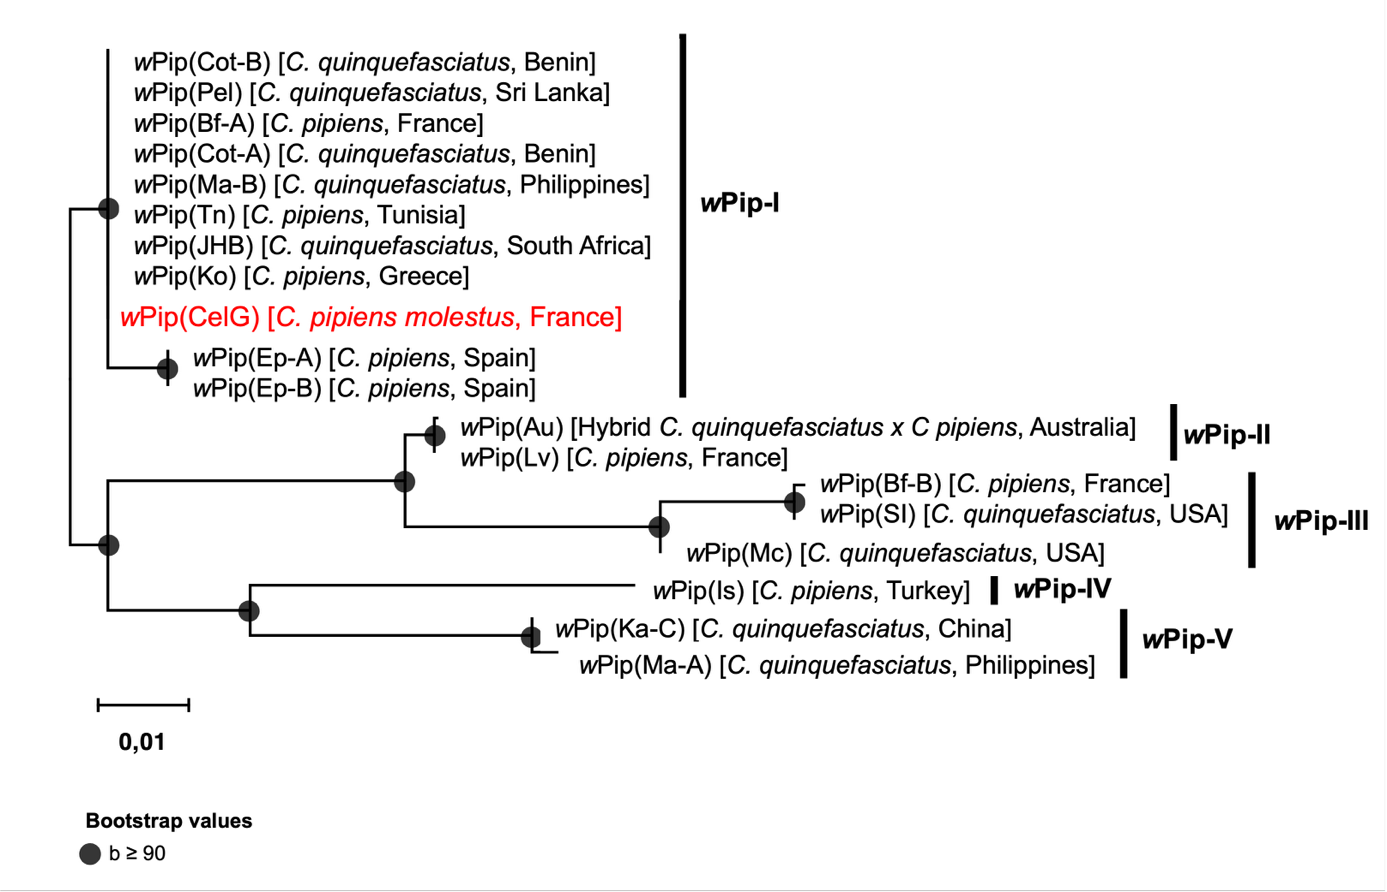 wPip(Cot-B) [C. quinquefasciatus, Benin]
wPip(Pel) [C. quinquefasciatus, Sri Lanka]
wPip(Bf-A) [C. pipiens, France]
wPip(Cot-A) [C. quinquefasciatus, Benin]
wPip(Ma-B) [C. quinquefasciatus, Philippines]
wPip-I
wPip(Tn) [C. pipiens, Tunisia]
wPip(JHB) [C. quinquefasciatus, South Africa]
wPip(Ko) [C. pipiens, Greece]
wPip(CelG) [C. pipiens molestus, France]
wPip(Ep-A) [C. pipiens, Spain]
wPip(Ep-B) [C. pipiens, Spain]
wPip(Au) [Hybrid C. quinquefasciatus x C pipiens, Australia]
wPip-II
wPip(Lv) [C. pipiens, France]
wPip(Bf-B) [C. pipiens, France]
wPip(SI) [C. quinquefasciatus, USA]
wPip-III
wPip(Mc) [C. quinquefasciatus, USA]
wPip(Is) [C. pipiens, Turkey]
wPip-IV
wPip(Ka-C) [C. quinquefasciatus, China]
wPip-V
wPip(Ma-A) [C. quinquefasciatus, Philippines]
0,01
Bootstrap values
b ≥ 90